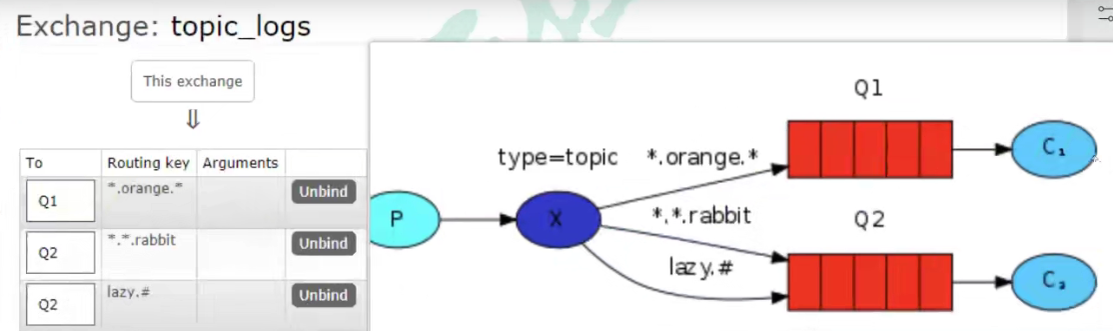 Exchange: topic_logs
This exchange
⇓
To Routing key Arguments
Q1 *.orange.* Unbind
Q2 *.*.rabbit Unbind
Q2 lazy.# Unbind
Q1
type=topic *.orange.* C₁
P X *.*.rabbit Q2
lazy.#
C₂